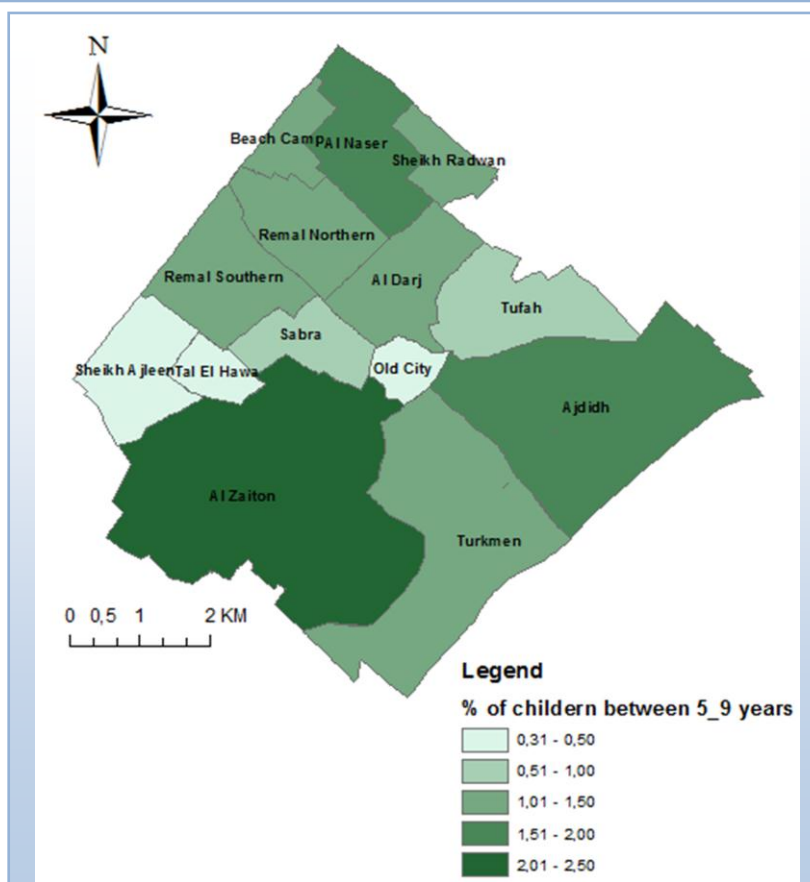 N
Beach Camp
Al Naser
Sheikh Radwan
Remal Northern
Remal Southern
Al Darj
Tufah
Sabra
Sheikh Ajleen
Tal El Hawa
Old City
Ajdidh
Al Zaiton
Turkmen
0 0,5 1 2 KM
Legend
% of childern between 5_9 years
0,31 - 0,50
0,51 - 1,00
1,01 - 1,50
1,51 - 2,00
2,01 - 2,50